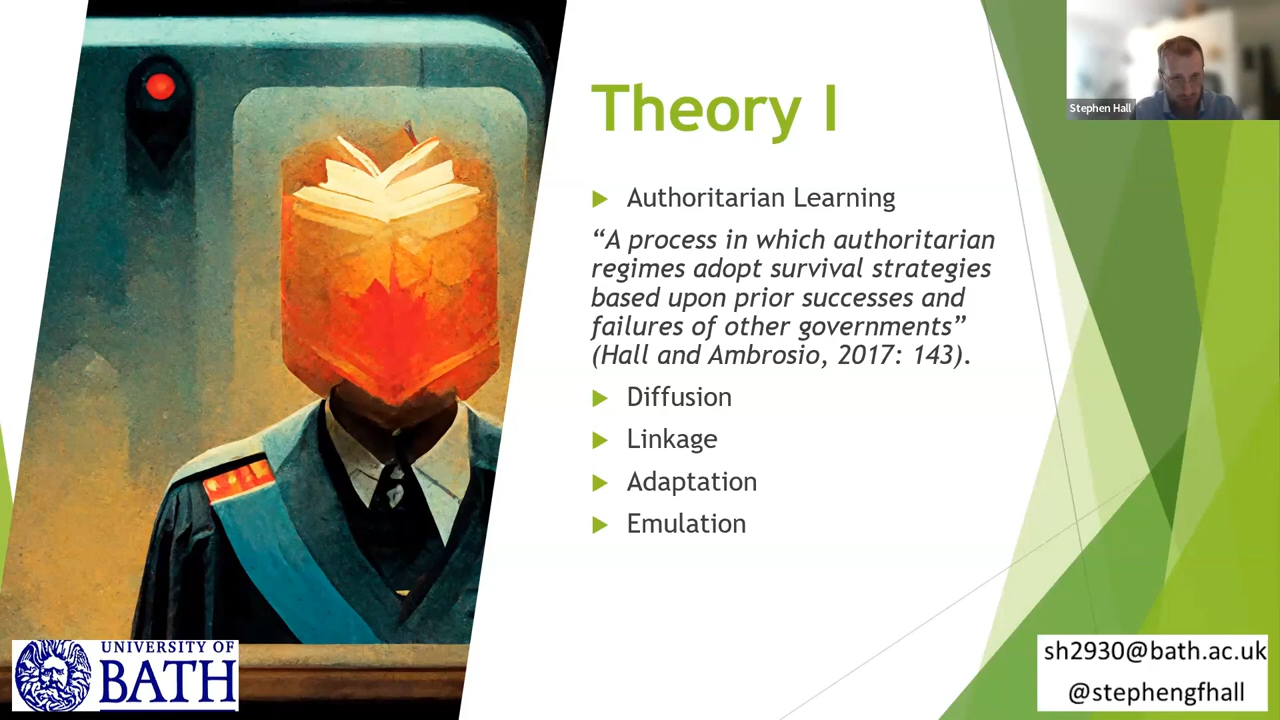 Theory I
Stephen Hall
Authoritarian Learning
“A process in which authoritarian
regimes adopt survival strategies
based upon prior successes and
failures of other governments”
(Hall and Ambrosio, 2017: 143).
Diffusion
Linkage
Adaptation
Emulation
UNIVERSITY OF
BATH
sh2930@bath.ac.uk
@stephengfhall